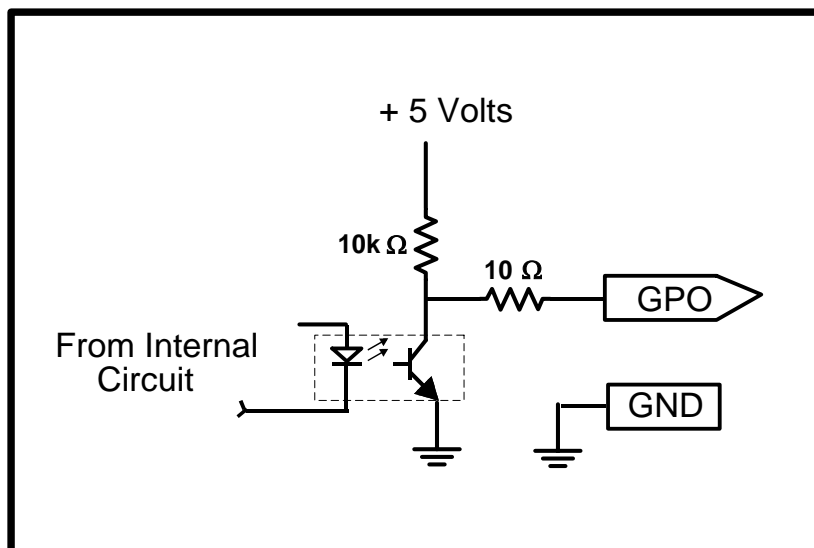 + 5 Volts
10k Ω
10 Ω
GPO
From Internal
Circuit
GND